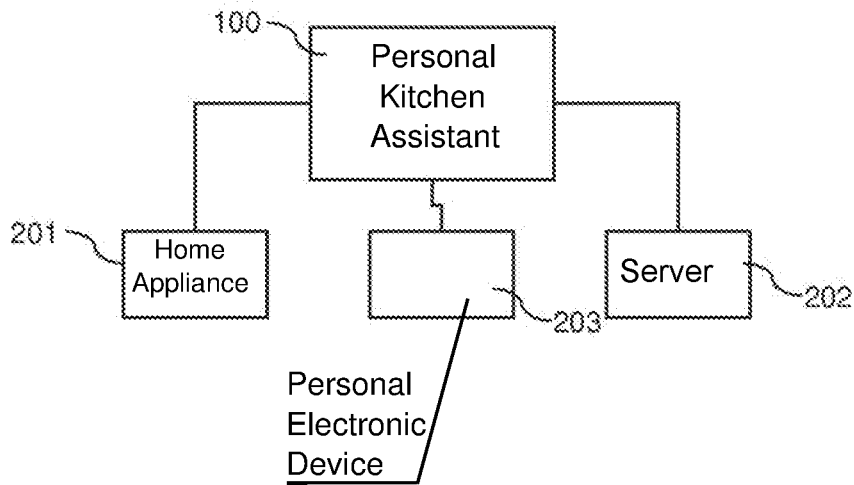 100
Personal
Kitchen
Assistant
201
Home
Appliance
203
Server
202
Personal
Electronic
Device